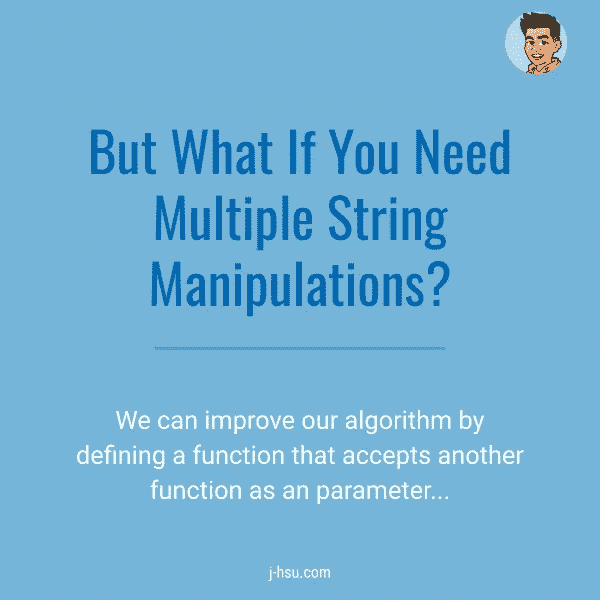 But What If You Need
Multiple String
Manipulations?
We can improve our algorithm by
defining a function that accepts another
function as an parameter...
j-hsu.com